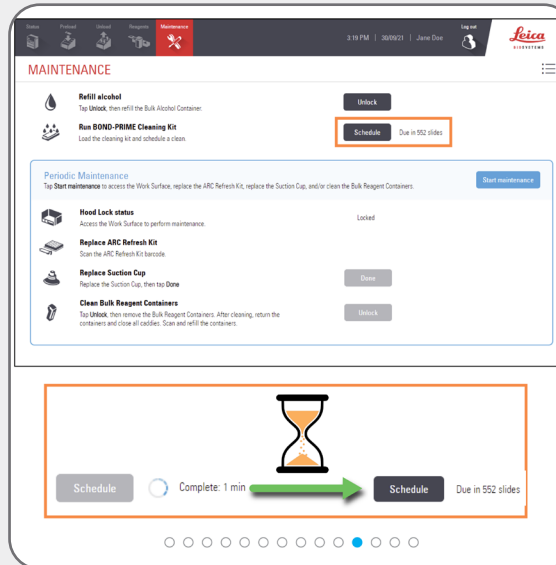 Status Preload Unload Reagents Maintenance
3:19 PM | 30/09/21 | Jane Doe
Log out
Leica
BIOSYSTEMS
MAINTENANCE
Refill alcohol
Tap Unlock, then refill the Bulk Alcohol Container.
Unlock
Run BOND-PRIME Cleaning Kit
Load the cleaning kit and schedule a clean.
Schedule Due in 552 slides
Periodic Maintenance
Tap Start maintenance to access the Work Surface, replace the ARC Refresh Kit, replace the Suction Cup, and/or clean the Bulk Reagent Containers.
Start maintenance
Hood Lock status
Access the Work Surface to perform maintenance.
Locked
Replace ARC Refresh Kit
Scan the ARC Refresh Kit barcode.
Replace Suction Cup
Replace the Suction Cup, then tap Done
Done
Clean Bulk Reagent Containers
Tap Unlock, then remove the Bulk Reagent Containers. After cleaning, return the
containers and close all caddies. Scan and refill the containers.
Unlock
Schedule Complete: 1 min Schedule Due in 552 slides